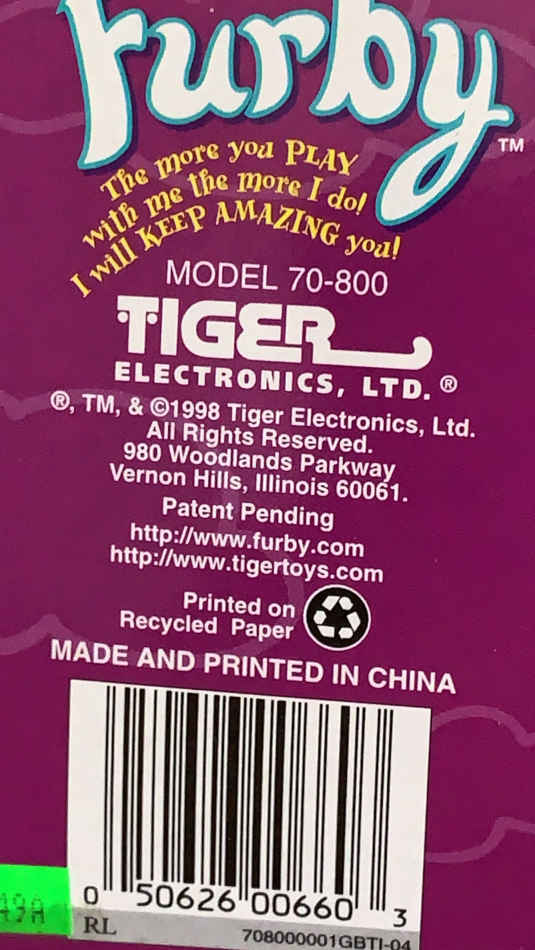 Furby™
The more you PLAY
with me the more I do!
I will KEEP AMAZING you!
MODEL 70-800
TIGER
ELECTRONICS, LTD.®
®, TM, & ©1998 Tiger Electronics, Ltd.
All Rights Reserved.
980 Woodlands Parkway
Vernon Hills, Illinois 60061.
Patent Pending
http://www.furby.com
http://www.tigertoys.com
Printed on
Recycled Paper
MADE AND PRINTED IN CHINA
0 50626 00660 3
RL 708000001GBTI-04